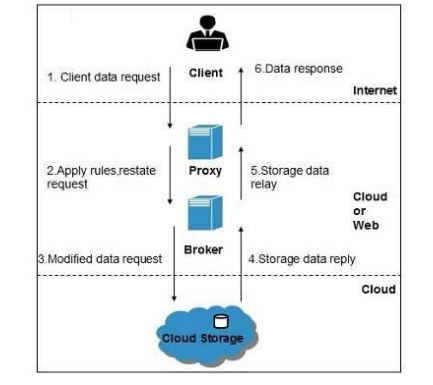 Client
1. Client data request
6.Data response
Internet
2.Apply rules,restate
request
Proxy
5.Storage data
relay
Cloud
or
Web
Broker
3.Modified data request
4.Storage data reply
Cloud
Cloud Storage